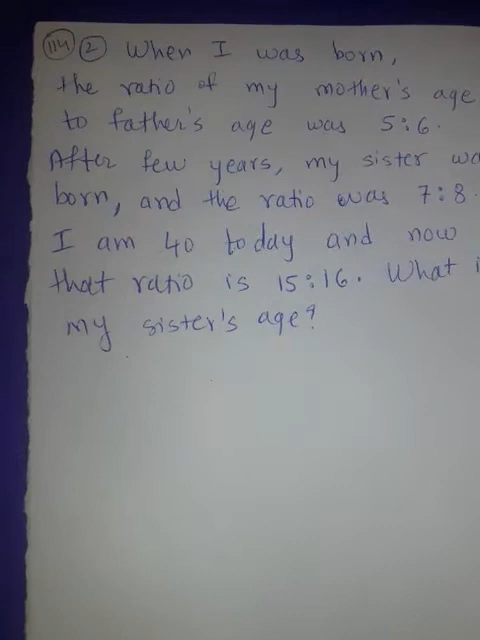 114 2 When I was born,
the ratio of my mother's age
to father's age was 5:6.
After few years, my sister wa
born, and the ratio was 7:8.
I am 40 today and now
that ratio is 15:16. What i
my sister's age?